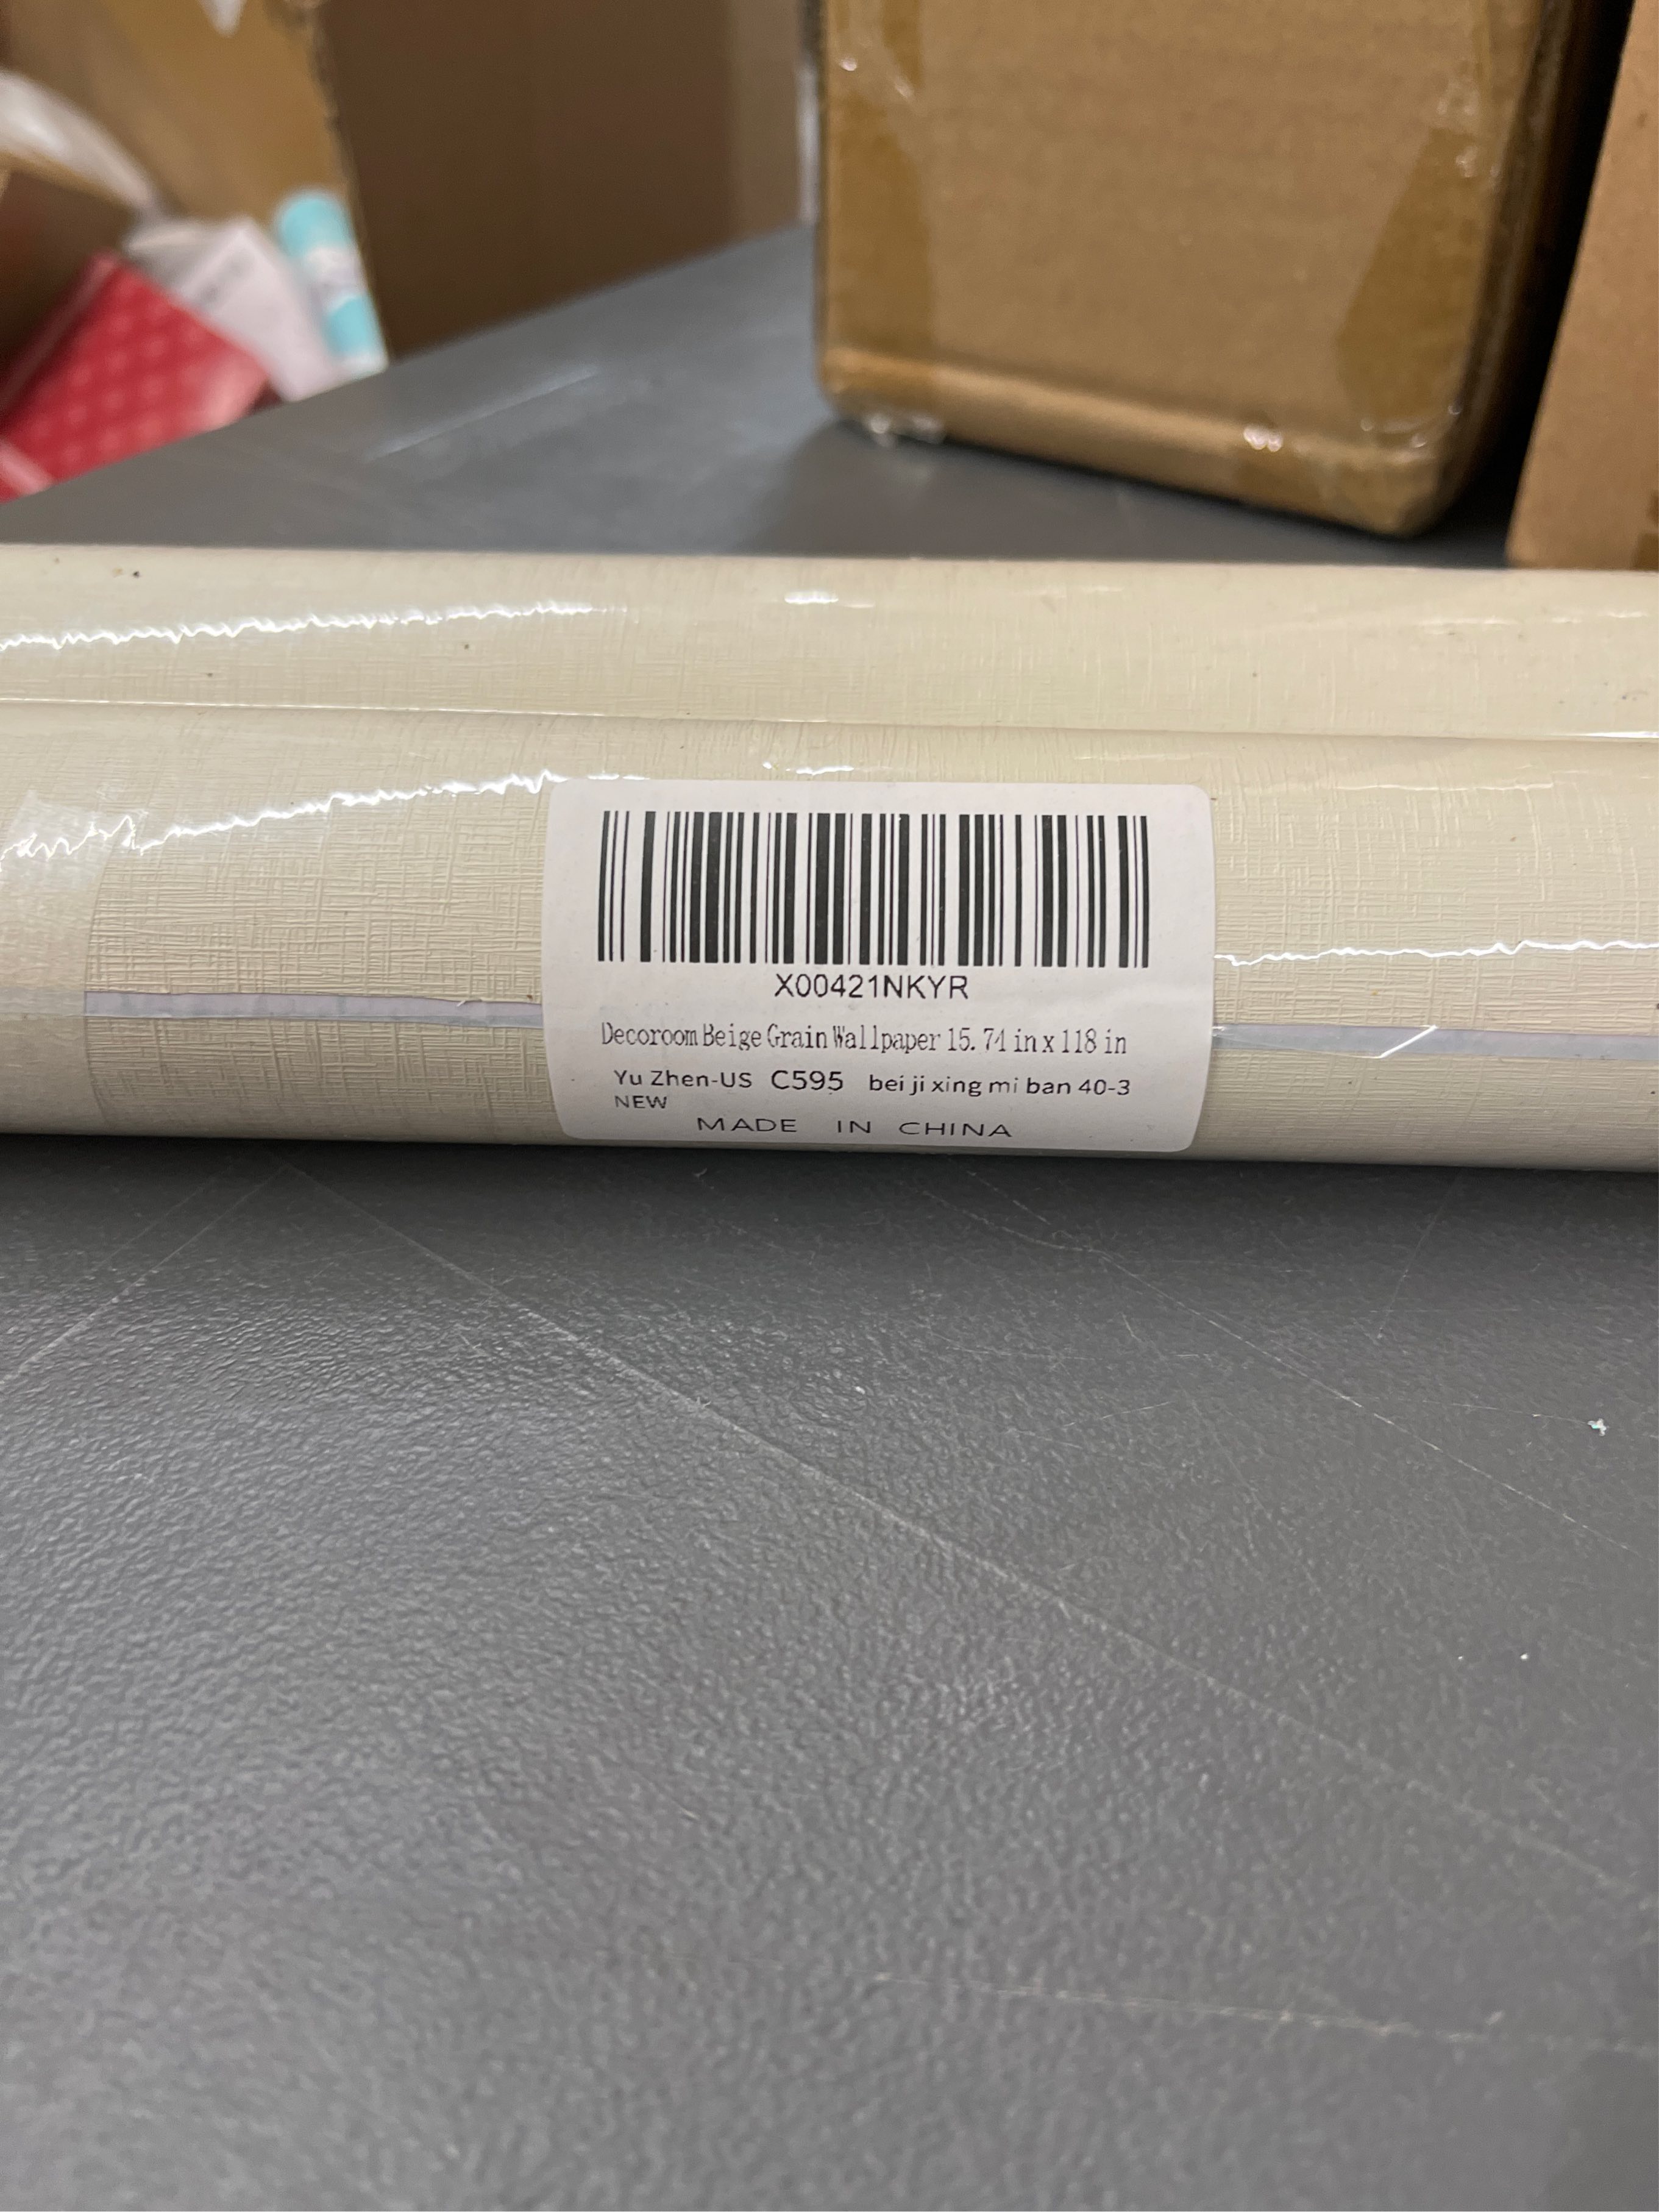 X00421NKYR
Decoroom Beige Grain Wallpaper 15.74 in x 118 in
Yu Zhen-US C595 bei ji xing mi ban 40-3
NEW
MADE IN CHINA